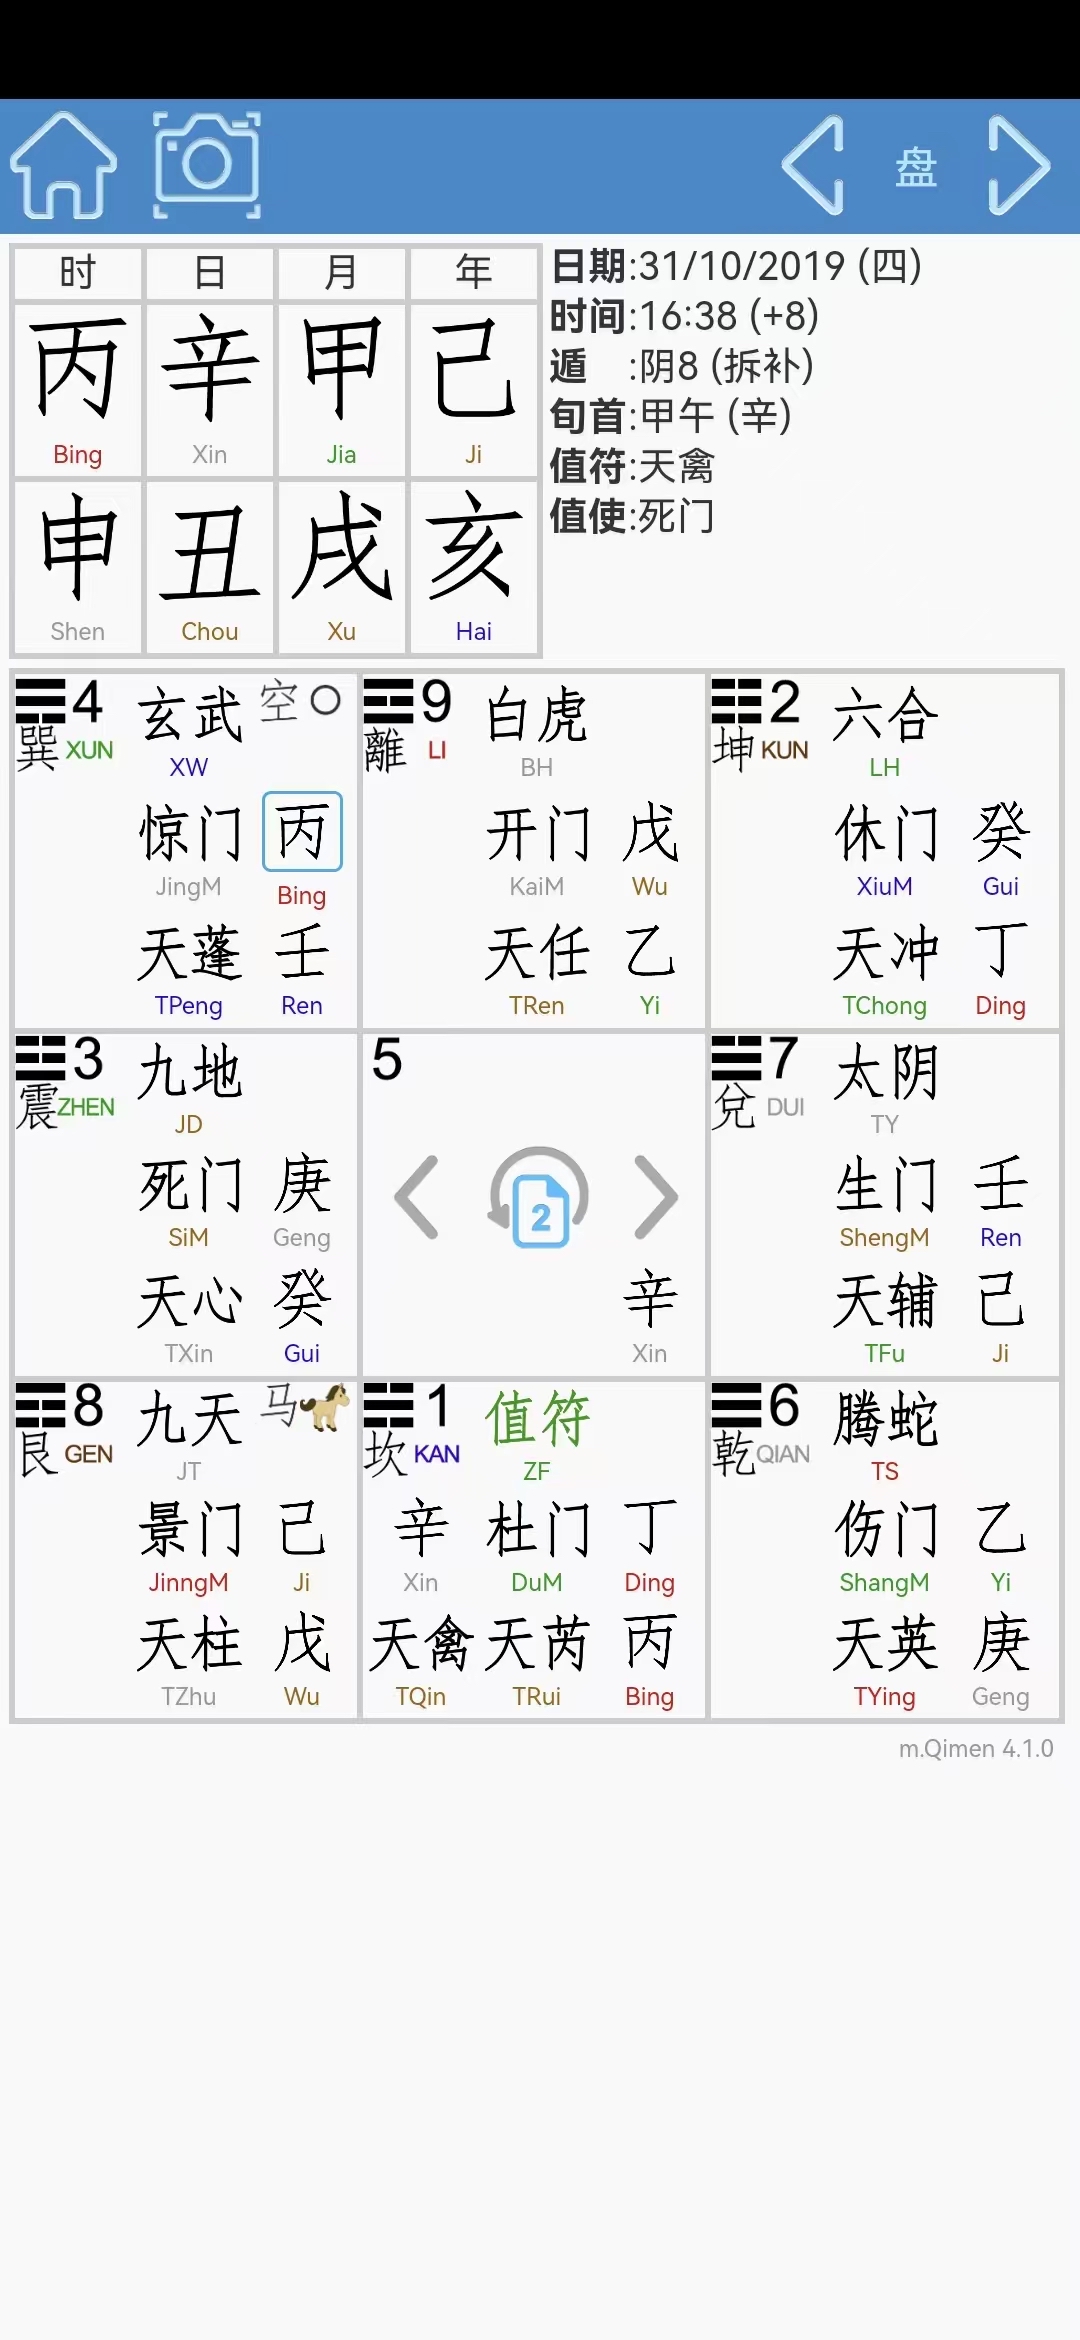 盘
时 日 月 年
丙 辛 甲 己
Bing Xin Jia Ji
申 丑 戌 亥
Shen Chou Xu Hai
日期:31/10/2019 (四)
时间:16:38 (+8)
遁 :阴8 (拆补)
旬首:甲午 (辛)
值符:天禽
值使:死门
4 玄武 空
巽 XUN XW
惊门 丙
JingM Bing
天蓬 壬
TPeng Ren
9 白虎
離 LI BH
开门 戊
KaiM Wu
天任 乙
TRen Yi
2 六合
坤 KUN LH
休门 癸
XiuM Gui
天冲 丁
TChong Ding
3 九地
震 ZHEN JD
死门 庚
SiM Geng
天心 癸
TXin Gui
5
2
辛
Xin
7 太阴
兌 DUI TY
生门 壬
ShengM Ren
天辅 己
TFu Ji
8 九天 马
艮 GEN JT
景门 己
JinngM Ji
天柱 戊
TZhu Wu
1 值符
坎 KAN ZF
辛 杜门 丁
Xin DuM Ding
天禽 天芮 丙
TQin TRui Bing
6 腾蛇
乾 QIAN TS
伤门 乙
ShangM Yi
天英 庚
TYing Geng
m.Qimen 4.1.0